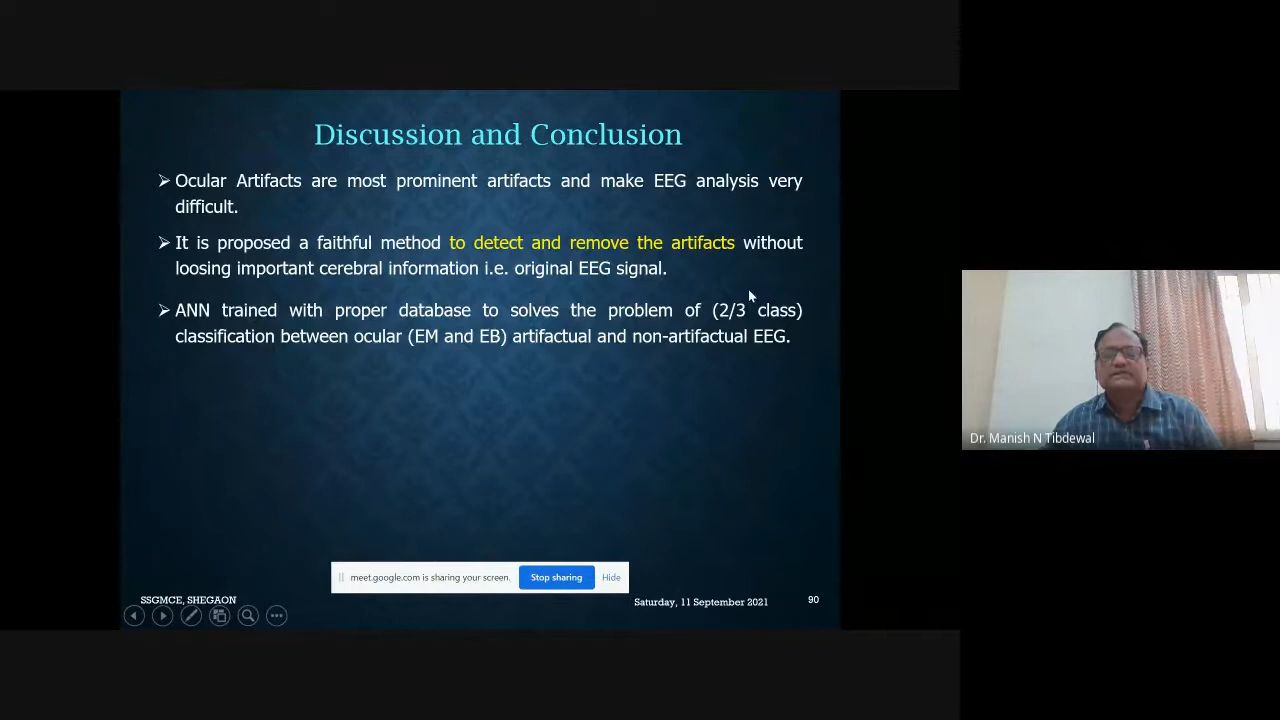 Discussion and Conclusion
➢ Ocular Artifacts are most prominent artifacts and make EEG analysis very
difficult.
➢ It is proposed a faithful method to detect and remove the artifacts without
loosing important cerebral information i.e. original EEG signal.
➢ ANN trained with proper database to solves the problem of (2/3 class)
classification between ocular (EM and EB) artifactual and non-artifactual EEG.
Dr. Manish N Tibdewal
meet.google.com is sharing your screen. Stop sharing Hide
SSGMCE, SHEGAON
Saturday, 11 September 2021 90